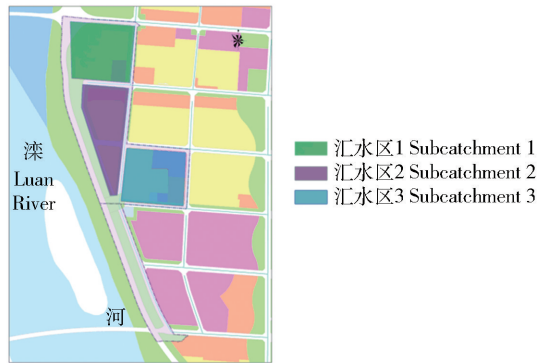 滦
Luan
River
河
汇水区1 Subcatchment 1
汇水区2 Subcatchment 2
汇水区3 Subcatchment 3